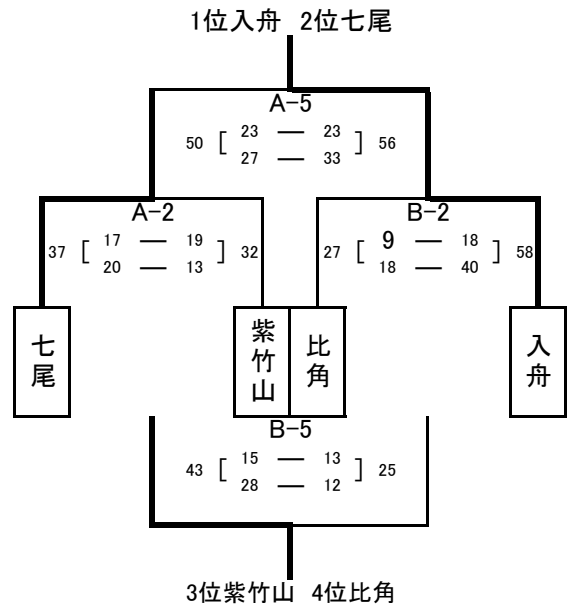 1位入舟 2位七尾
A-5
50 [ 23 — 23 ] 56
27 — 33
A-2
37 [ 17 — 19 ] 32
20 — 13
B-2
27 [ 9 — 18 ] 58
18 — 40
七尾
紫竹山
比角
入舟
B-5
43 [ 15 — 13 ] 25
28 — 12
3位紫竹山 4位比角